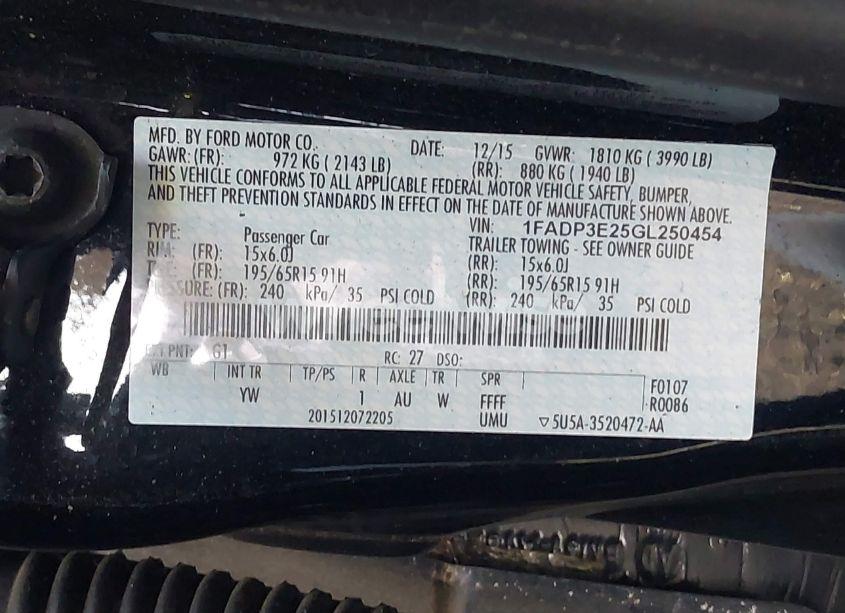 MFD. BY FORD MOTOR CO. DATE: 12/15 GVWR: 1810 KG ( 3990 LB)
GAWR: (FR): 972 KG ( 2143 LB) (RR): 880 KG ( 1940 LB)
THIS VEHICLE CONFORMS TO ALL APPLICABLE FEDERAL MOTOR VEHICLE SAFETY, BUMPER,
AND THEFT PREVENTION STANDARDS IN EFFECT ON THE DATE OF MANUFACTURE SHOWN ABOVE.
VIN: 1FADP3E25GL250454
TYPE: Passenger Car TRAILER TOWING - SEE OWNER GUIDE
(FR): 15x6.0J (RR): 15x6.0J
(FR): 195/65R15 91H (RR): 195/65R15 91H
(FR): 240 kPa/ 35 PSI COLD (RR): 240 kPa/ 35 PSI COLD
EXT PNT: G1 RC: 27 DSO:
WB INT TR TP/PS R AXLE TR SPR F0107
YW 1 AU W FFFF R0086
201512072205 UMU ▽5U5A-3520472-AA